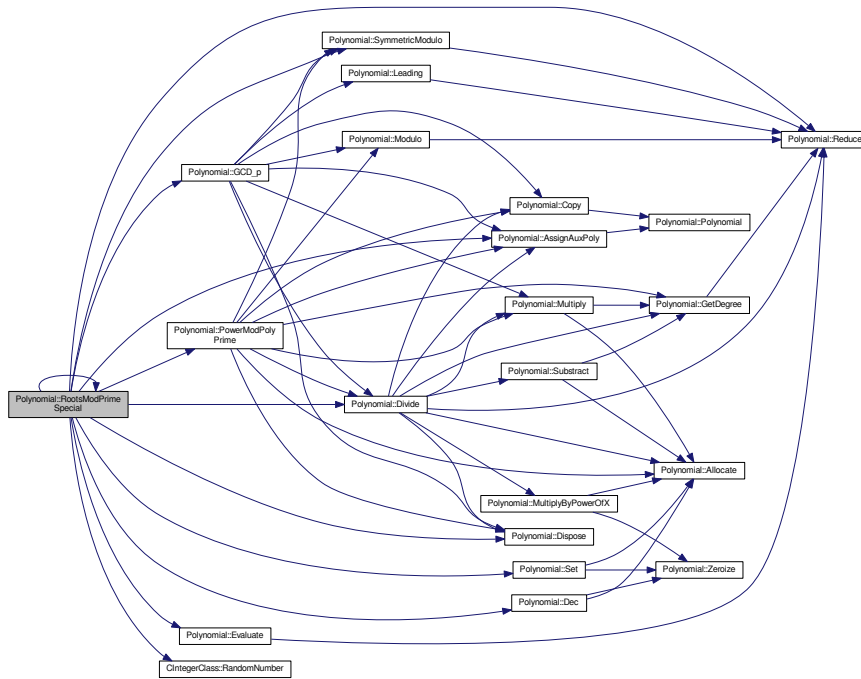 Polynomial::SymmetricModulo
Polynomial::Leading
Polynomial::Modulo
Polynomial::Reduce
Polynomial::GCD_p
Polynomial::Copy
Polynomial::Polynomial
Polynomial::AssignAuxPoly
Polynomial::Multiply
Polynomial::GetDegree
Polynomial::PowerModPoly
Prime
Polynomial::Substract
Polynomial::RootsModPrime
Special
Polynomial::Divide
Polynomial::Allocate
Polynomial::MultiplyByPowerOfX
Polynomial::Dispose
Polynomial::Set
Polynomial::Zeroize
Polynomial::Dec
Polynomial::Evaluate
CIntegerClass::RandomNumber